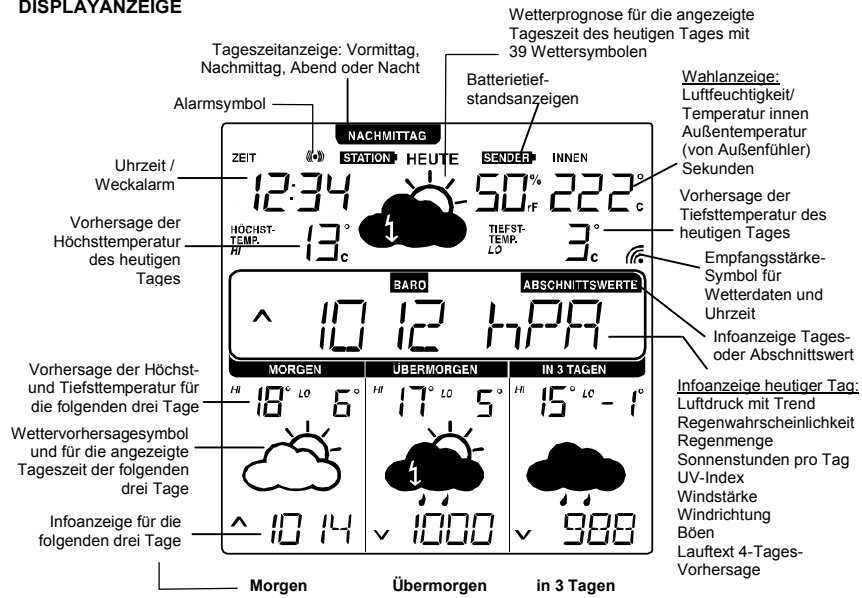 DISPLAYANZEIGE
Wetterprognose für die angezeigte
Tageszeit des heutigen Tages mit
39 Wettersymbolen
Tageszeitanzeige: Vormittag,
Nachmittag, Abend oder Nacht
Batterietief-
standsanzeigen
Alarmsymbol
Wahlanzeige:
Luftfeuchtigkeit/
Temperatur innen
Außentemperatur
(von Außenfühler)
Sekunden
Uhrzeit /
Weckalarm
Vorhersage der
Höchsttemperatur
des heutigen
Tages
Vorhersage der
Tiefsttemperatur des
heutigen Tages
Empfangsstärke-
Symbol für
Wetterdaten und
Uhrzeit
Infoanzeige Tages-
oder Abschnittswert
NACHMITTAG
ZEIT STATION HEUTE SENDER INNEN
12:34 50% rF 222° c
HÖCHST-
TEMP.
HI 13° c
TIEFST-
TEMP.
LO 3° c
BARO ABSCHNITTSWERTE
^ 1012 hPA
MORGEN ÜBERMORGEN IN 3 TAGEN
HI 18° LO 6° HI 17° LO 5° HI 15° LO -1°
^ 1014 v 1000 v 988
Vorhersage der Höchst-
und Tiefsttemperatur für
die folgenden drei Tage
Wettervorhersagesymbol
und für die angezeigte
Tageszeit der folgenden
drei Tage
Infoanzeige für die
folgenden drei Tage
Infoanzeige heutiger Tag:
Luftdruck mit Trend
Regenwahrscheinlichkeit
Regenmenge
Sonnenstunden pro Tag
UV-Index
Windstärke
Windrichtung
Böen
Lauftext 4-Tages-
Vorhersage
Morgen Übermorgen in 3 Tagen